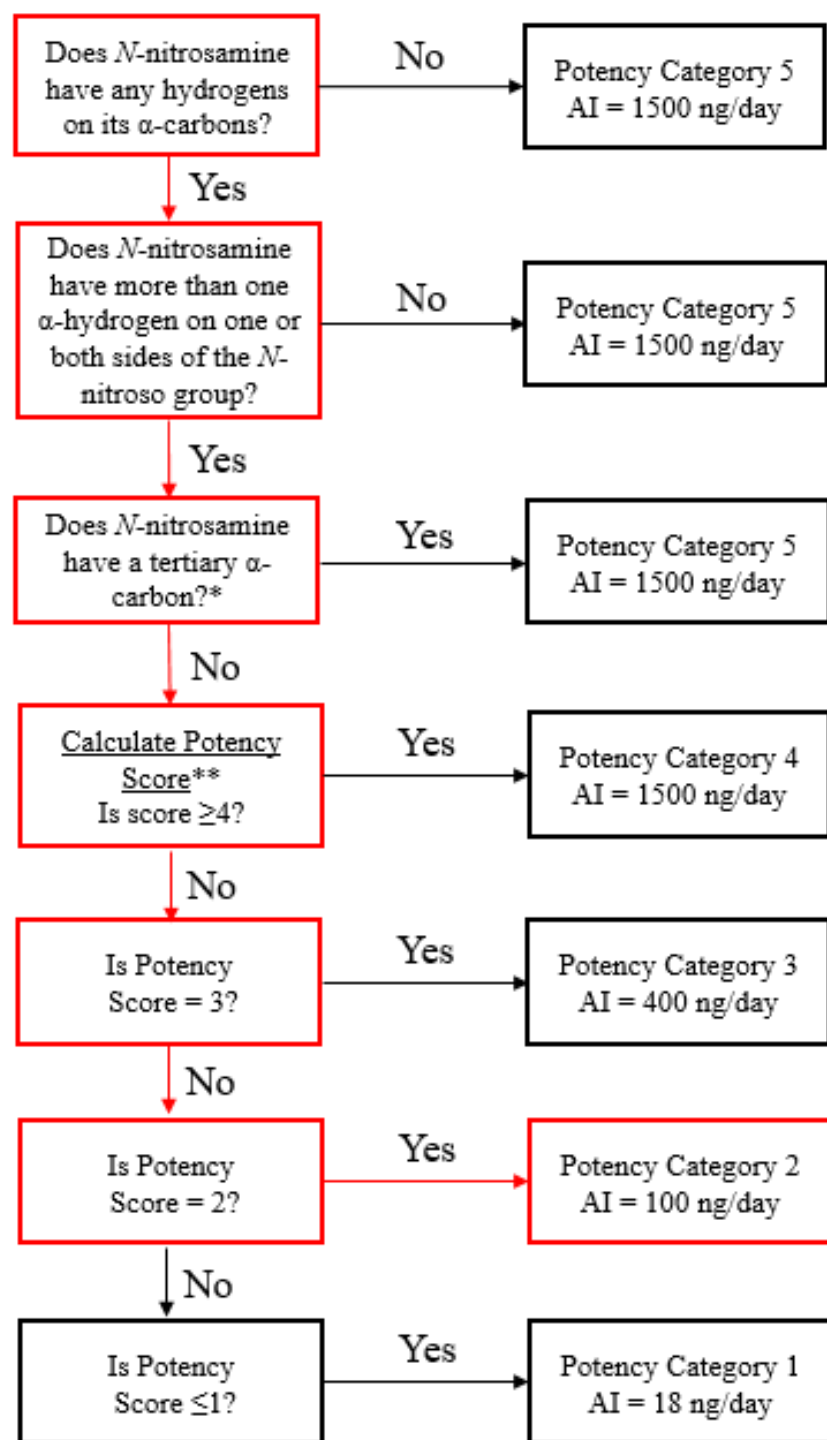 Does N-nitrosamine
have any hydrogens
on its α-carbons?
No
Potency Category 5
AI = 1500 ng/day
Yes
Does N-nitrosamine
have more than one
α-hydrogen on one or
both sides of the N-
nitroso group?
No
Potency Category 5
AI = 1500 ng/day
Yes
Does N-nitrosamine
have a tertiary α-
carbon?*
Yes
Potency Category 5
AI = 1500 ng/day
No
Calculate Potency
Score**
Is score ≥4?
Yes
Potency Category 4
AI = 1500 ng/day
No
Is Potency
Score = 3?
Yes
Potency Category 3
AI = 400 ng/day
No
Is Potency
Score = 2?
Yes
Potency Category 2
AI = 100 ng/day
No
Is Potency
Score ≤1?
Yes
Potency Category 1
AI = 18 ng/day